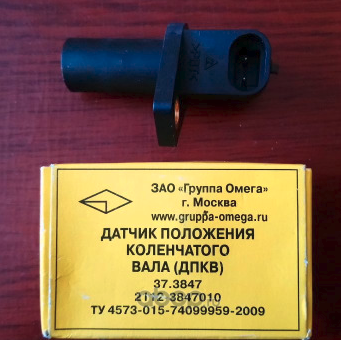 ЗАО «Группа Омега»
г. Москва
www.gruppa-omega.ru
ДАТЧИК ПОЛОЖЕНИЯ
КОЛЕНЧАТОГО
ВАЛА (ДПКВ)
37.3847
2112-3847010
ТУ 4573-015-74099959-2009